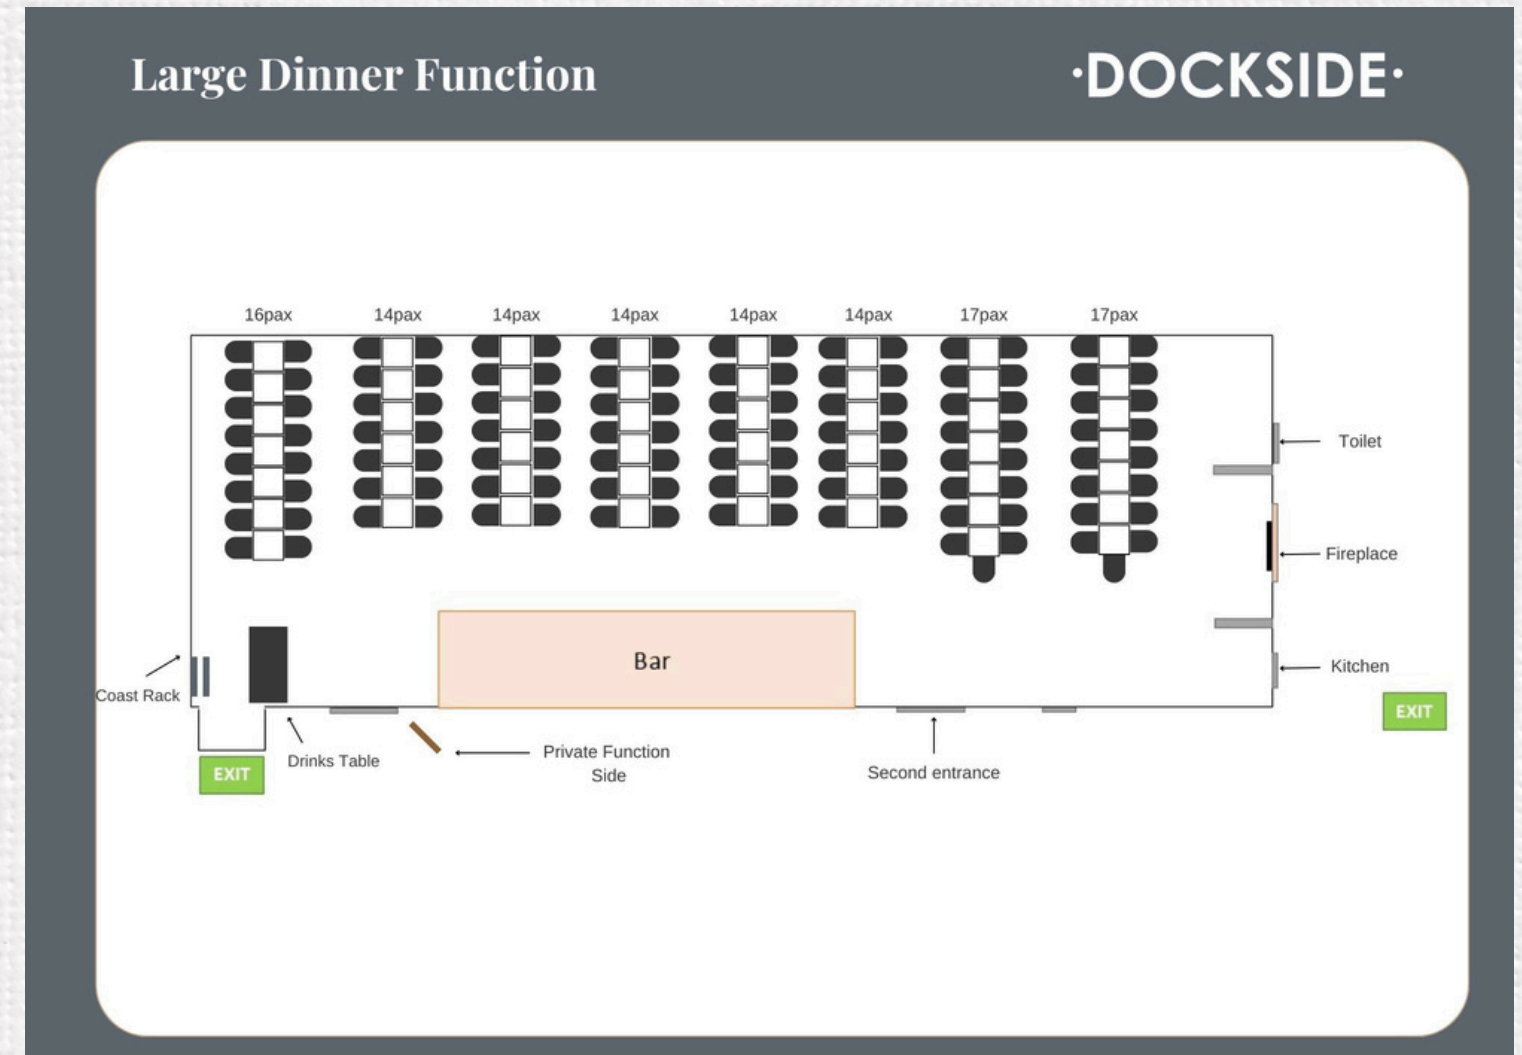 Large Dinner Function
·DOCKSIDE·
16pax
14pax
14pax
14pax
14pax
14pax
17pax
17pax
Toilet
Fireplace
Bar
Kitchen
Coast Rack
EXIT
Drinks Table
Private Function
Side
Second entrance
EXIT